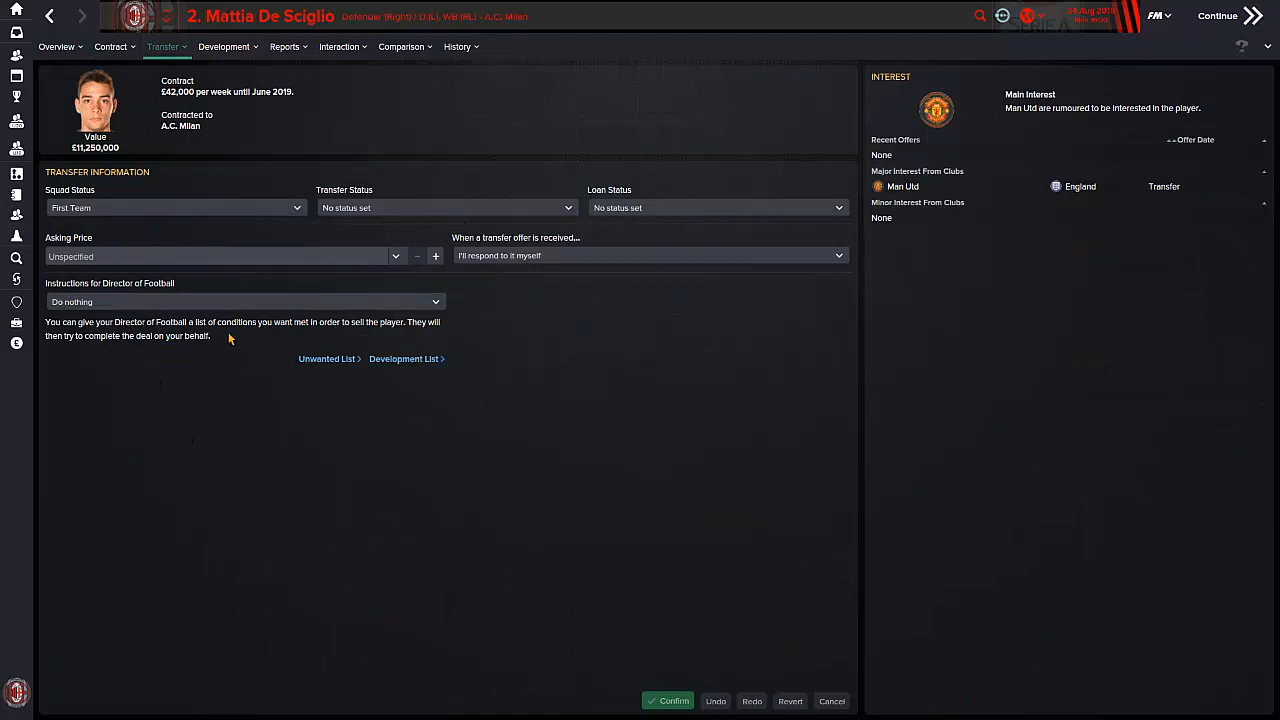 2. Mattia De Sciglio
Defender (Right) / D (L), WB (RL) - A.C. Milan
24 Aug
FM
Continue
Overview
Contract
Transfer
Development
Reports
Interaction
Comparison
History
Contract
£42,000 per week until June 2019.
Contracted to
A.C. Milan
Value
£11,250,000
INTEREST
Main Interest
Man Utd are rumoured to be interested in the player.
Recent Offers
Offer Date
None
Major Interest From Clubs
Man Utd
England
Transfer
Minor Interest From Clubs
None
TRANSFER INFORMATION
Squad Status
Transfer Status
Loan Status
First Team
No status set
No status set
Asking Price
When a transfer offer is received...
Unspecified
I'll respond to it myself
Instructions for Director of Football
Do nothing
You can give your Director of Football a list of conditions you want met in order to sell the player. They will
then try to complete the deal on your behalf.
Unwanted List >
Development List >
Confirm
Undo
Redo
Revert
Cancel